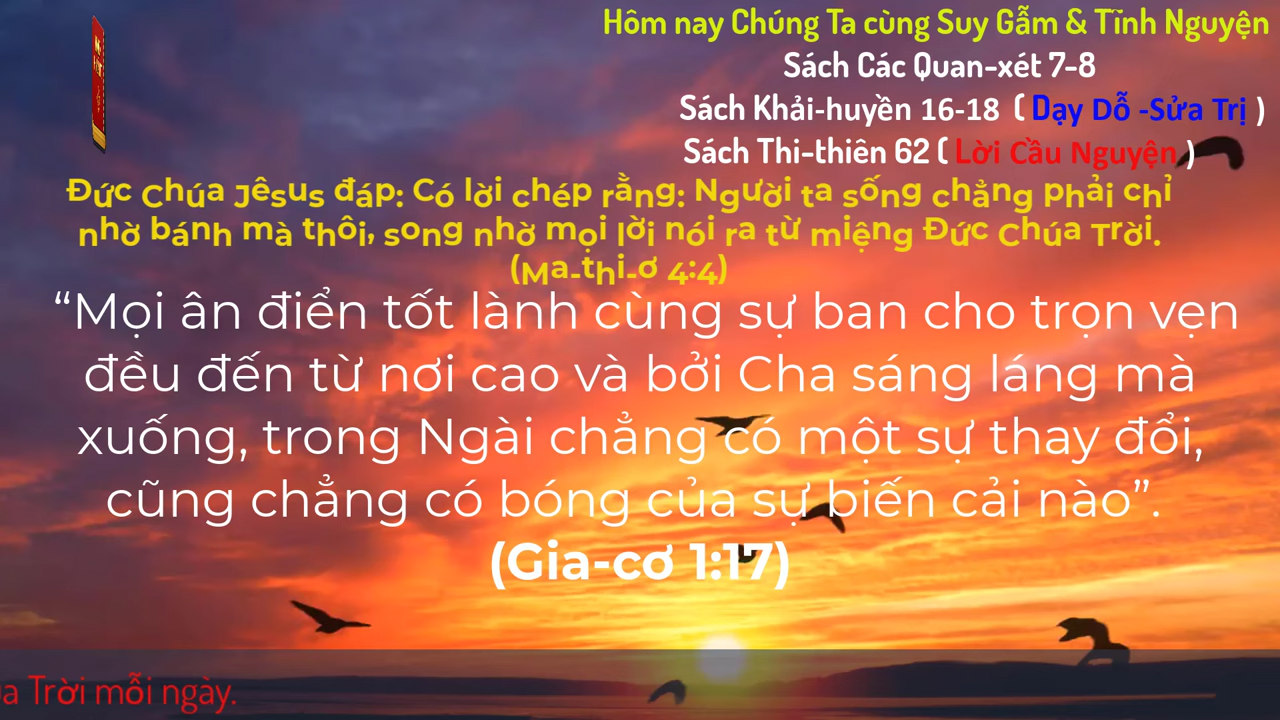 Hôm nay Chúng Ta cùng Suy Gẫm & Tĩnh Nguyện
Sách Các Quan-xét 7-8
Sách Khải-huyền 16-18 ( Dạy Dỗ -Sửa Trị )
Sách Thi-thiên 62 ( Lời Cầu Nguyện )
Đức Chúa Jêsus đáp: Có lời chép rằng: Người ta sống chẳng phải chỉ
nhờ bánh mà thôi, song nhờ mọi lời nói ra từ miệng Đức Chúa Trời.
(Ma-thi-ơ 4:4)
“Mọi ân điển tốt lành cùng sự ban cho trọn vẹn
đều đến từ nơi cao và bởi Cha sáng láng mà
xuống, trong Ngài chẳng có một sự thay đổi,
cũng chẳng có bóng của sự biến cải nào”.
(Gia-cơ 1:17)
Trời mỗi ngày.